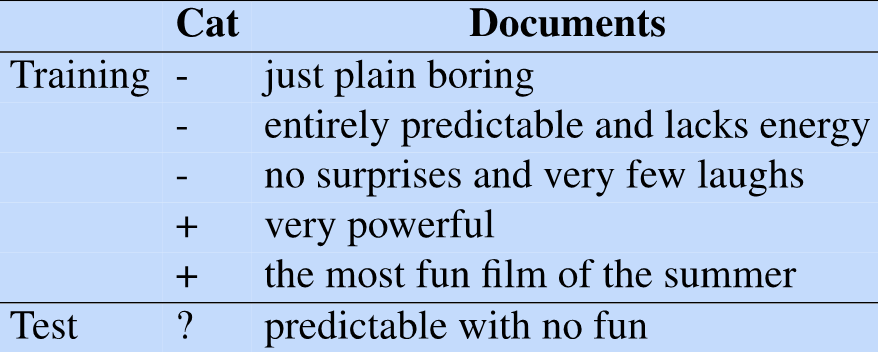 Cat Documents
Training - just plain boring
- entirely predictable and lacks energy
- no surprises and very few laughs
+ very powerful
+ the most fun film of the summer
Test ? predictable with no fun